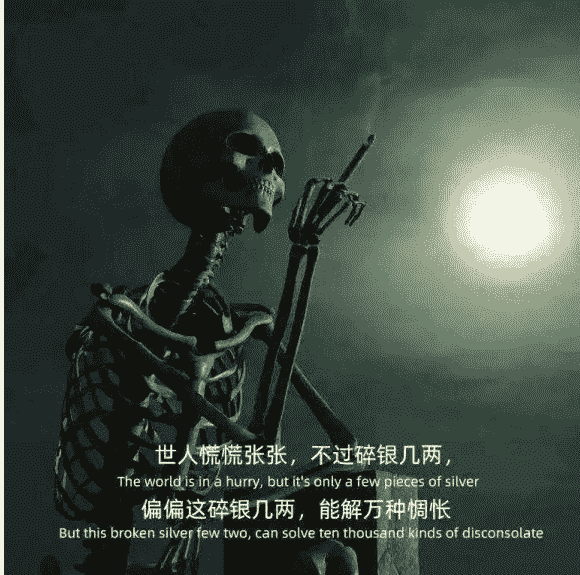 世人慌慌张张，不过碎银几两，
The world is in a hurry, but it's only a few pieces of silver
偏偏这碎银几两，能解万种惆怅
But this broken silver few two, can solve ten thousand kinds of disconsolate